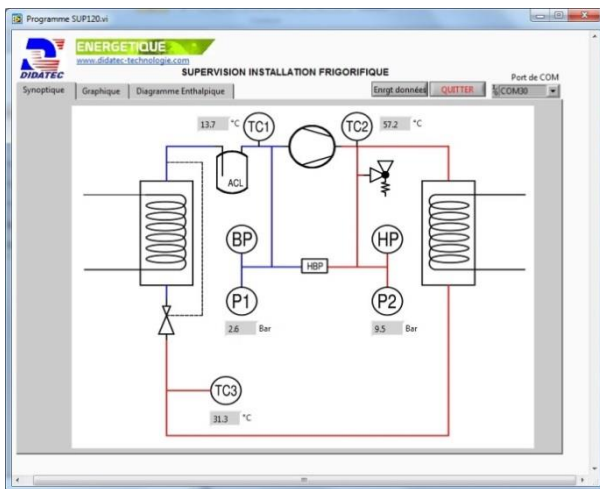 Programme SUP120.vi
DIDATEC
ENERGETIQUE
www.didatec-technologie.com
SUPERVISION INSTALLATION FRIGORIFIQUE
Port de COM
Synoptique Graphique Diagramme Enthalpique Enrgt données QUITTER COM30
13.7 °C TC1 TC2 57.2 °C
ACL
BP HP
HBP
P1 P2
2.6 Bar 9.5 Bar
TC3
31.3 °C